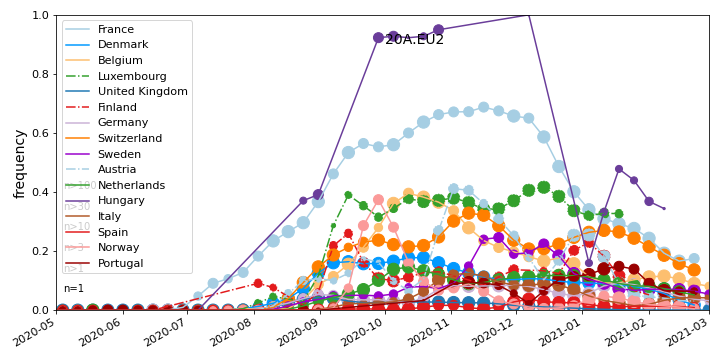 20A.EU2
frequency
1.0
0.8
0.6
0.4
0.2
0.0
France
Denmark
Belgium
Luxembourg
United Kingdom
Finland
Germany
Switzerland
Sweden
Austria
Netherlands
Hungary
Italy
Spain
Norway
Portugal
n>100
n>30
n>10
n>3
n>1
n=1
2020-05
2020-06
2020-07
2020-08
2020-09
2020-10
2020-11
2020-12
2021-01
2021-02
2021-03